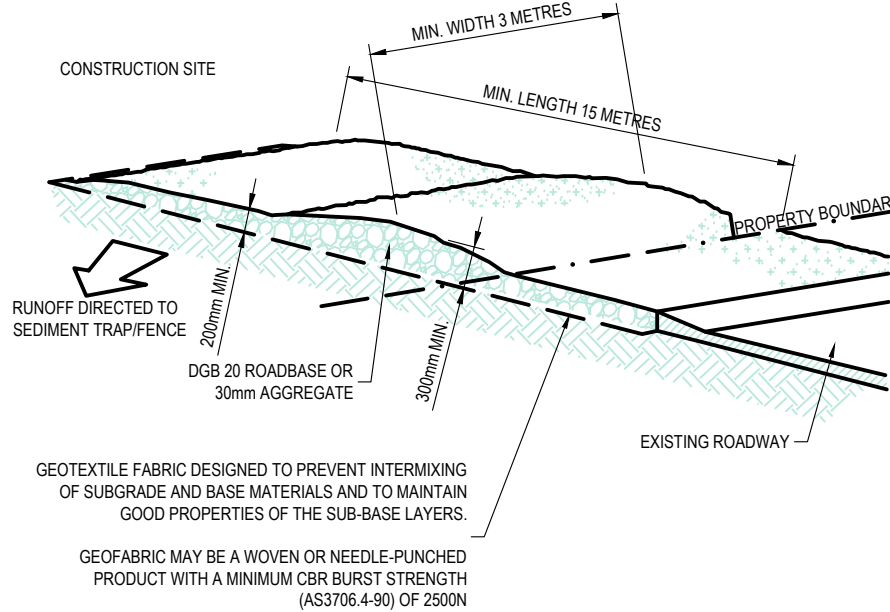 MIN. WIDTH 3 METRES
CONSTRUCTION SITE
MIN. LENGTH 15 METRES
PROPERTY BOUNDAR
RUNOFF DIRECTED TO
SEDIMENT TRAP/FENCE
200mm MIN.
300mm MIN.
DGB 20 ROADBASE OR
30mm AGGREGATE
EXISTING ROADWAY
GEOTEXTILE FABRIC DESIGNED TO PREVENT INTERMIXING
OF SUBGRADE AND BASE MATERIALS AND TO MAINTAIN
GOOD PROPERTIES OF THE SUB-BASE LAYERS.
GEOFABRIC MAY BE A WOVEN OR NEEDLE-PUNCHED
PRODUCT WITH A MINIMUM CBR BURST STRENGTH
(AS3706.4-90) OF 2500N